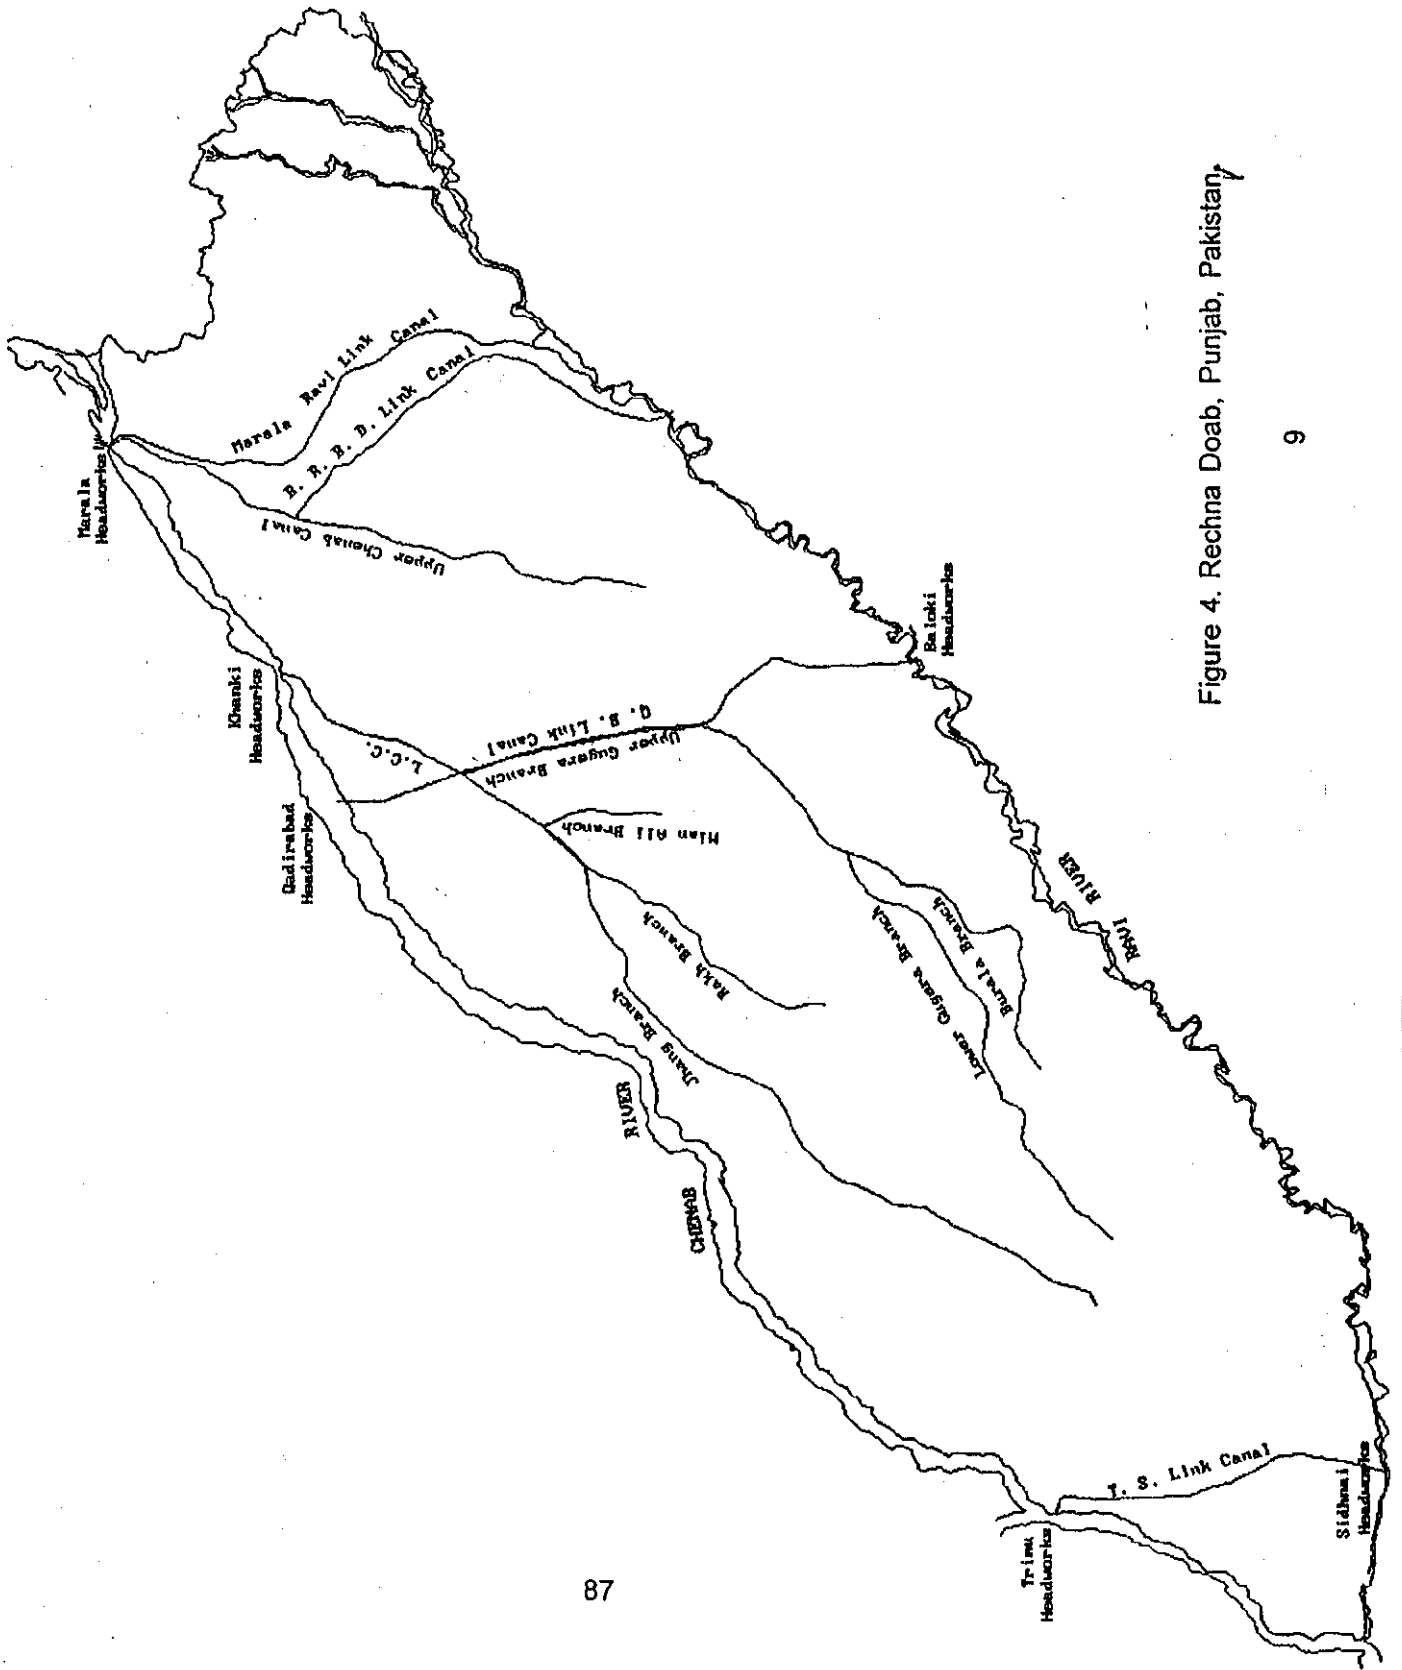 Marala
Headworks
Marala Ravi Link Canal
B. R. B. D. Link Canal
Upper Chenab Canal
Khanki
Headworks
L.C.C.
Q. B. Link Canal
Upper Gugera Branch
Qadirabad
Headworks
Mian Ali Branch
Baloki
Headworks
Rakh Branch
Jhang Branch
Lower Gugera Branch
Burala Branch
RAVI RIVER
CHENAB RIVER
T. S. Link Canal
Trimu
Headworks
Sidhnai
Headworks
Figure 4. Rechna Doab, Punjab, Pakistan.
9
87